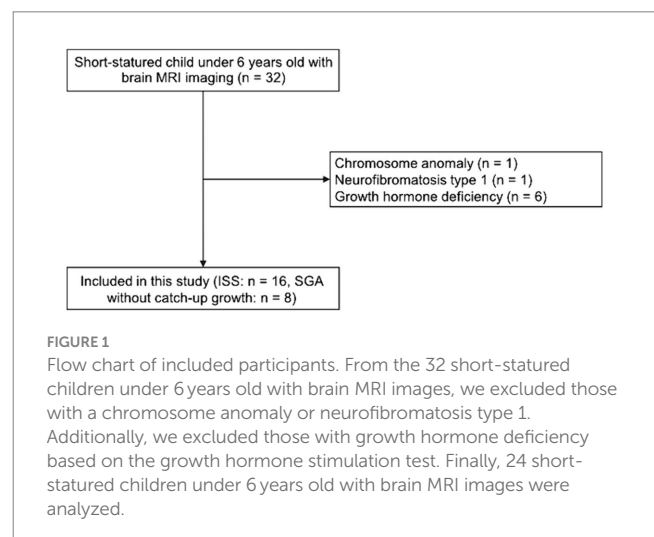 Short-statured child under 6 years old with
brain MRI imaging (n = 32)
Chromosome anomaly (n = 1)
Neurofibromatosis type 1 (n = 1)
Growth hormone deficiency (n = 6)
Included in this study (ISS: n = 16, SGA
without catch-up growth: n = 8)
FIGURE 1
Flow chart of included participants. From the 32 short-statured
children under 6 years old with brain MRI images, we excluded those
with a chromosome anomaly or neurofibromatosis type 1.
Additionally, we excluded those with growth hormone deficiency
based on the growth hormone stimulation test. Finally, 24 short-
statured children under 6 years old with brain MRI images were
analyzed.